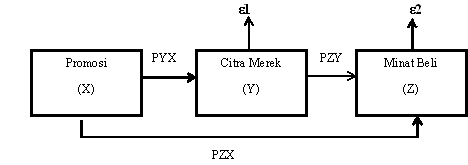 ε1
ε2
Promosi
(X)
PYX
Citra Merek
(Y)
PZY
Minat Beli
(Z)
PZX